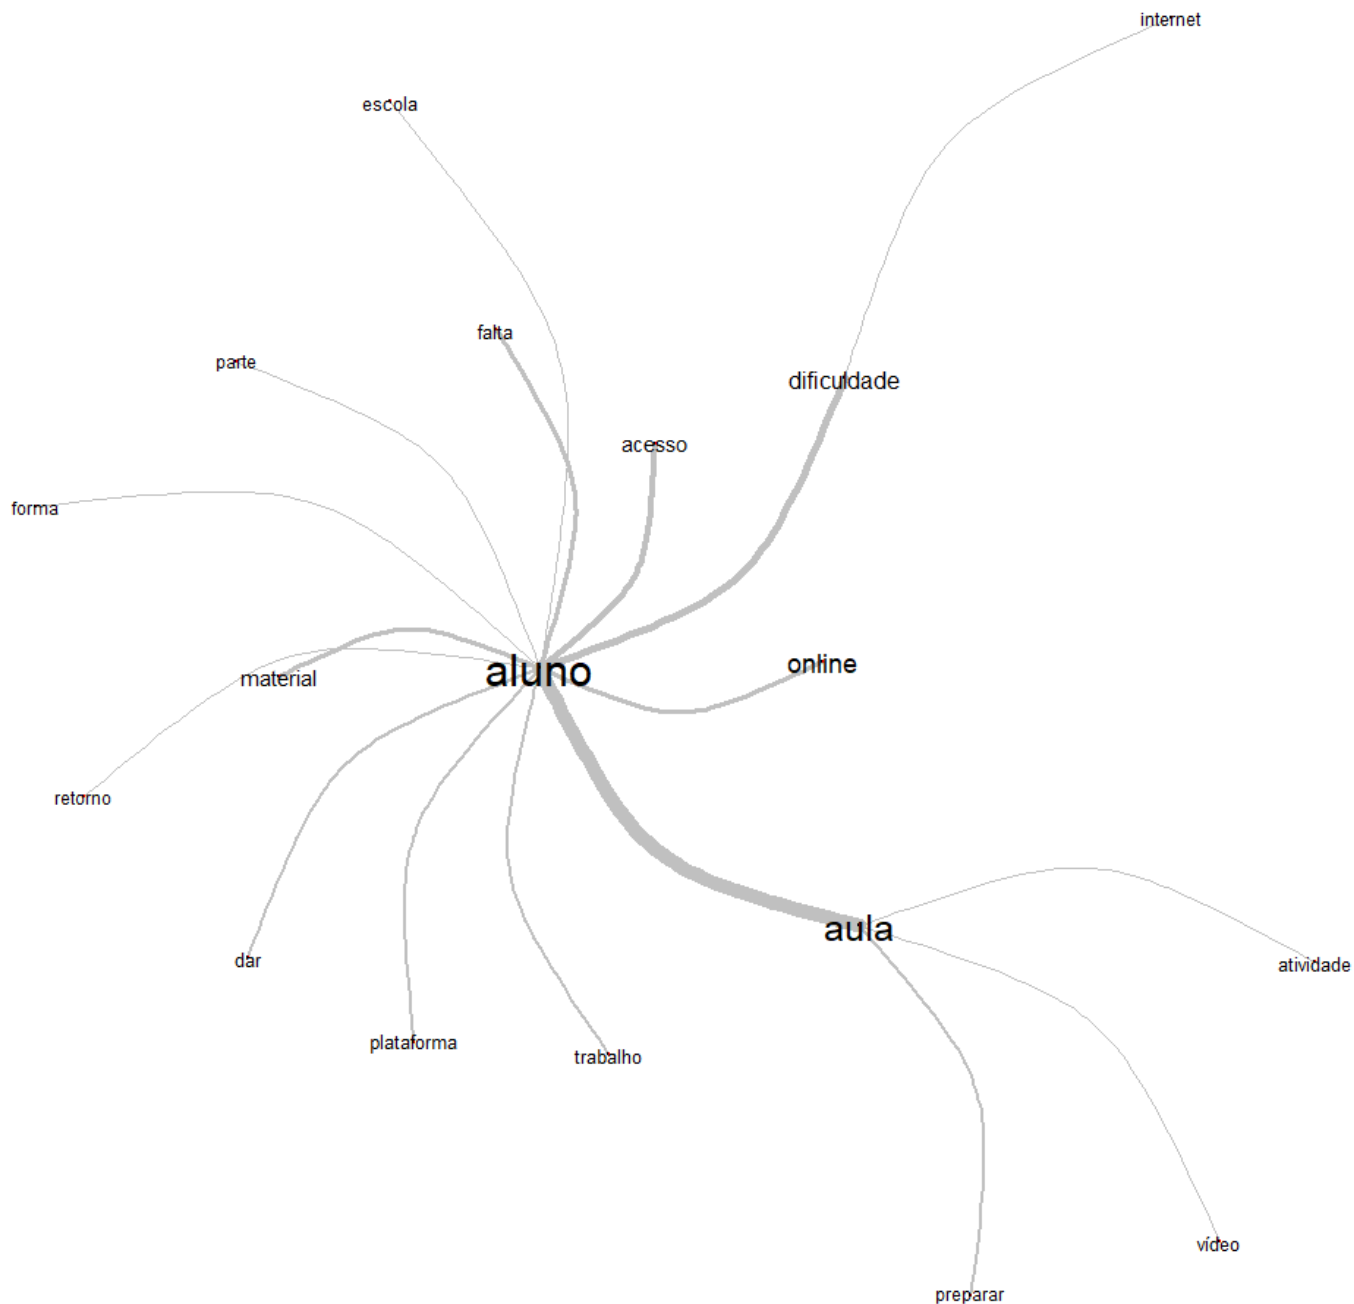 internet
escola
falta
parte
dificuldade
acesso
forma
online
aluno
material
retorno
aula
dar
atividade
plataforma
trabalho
vídeo
preparar